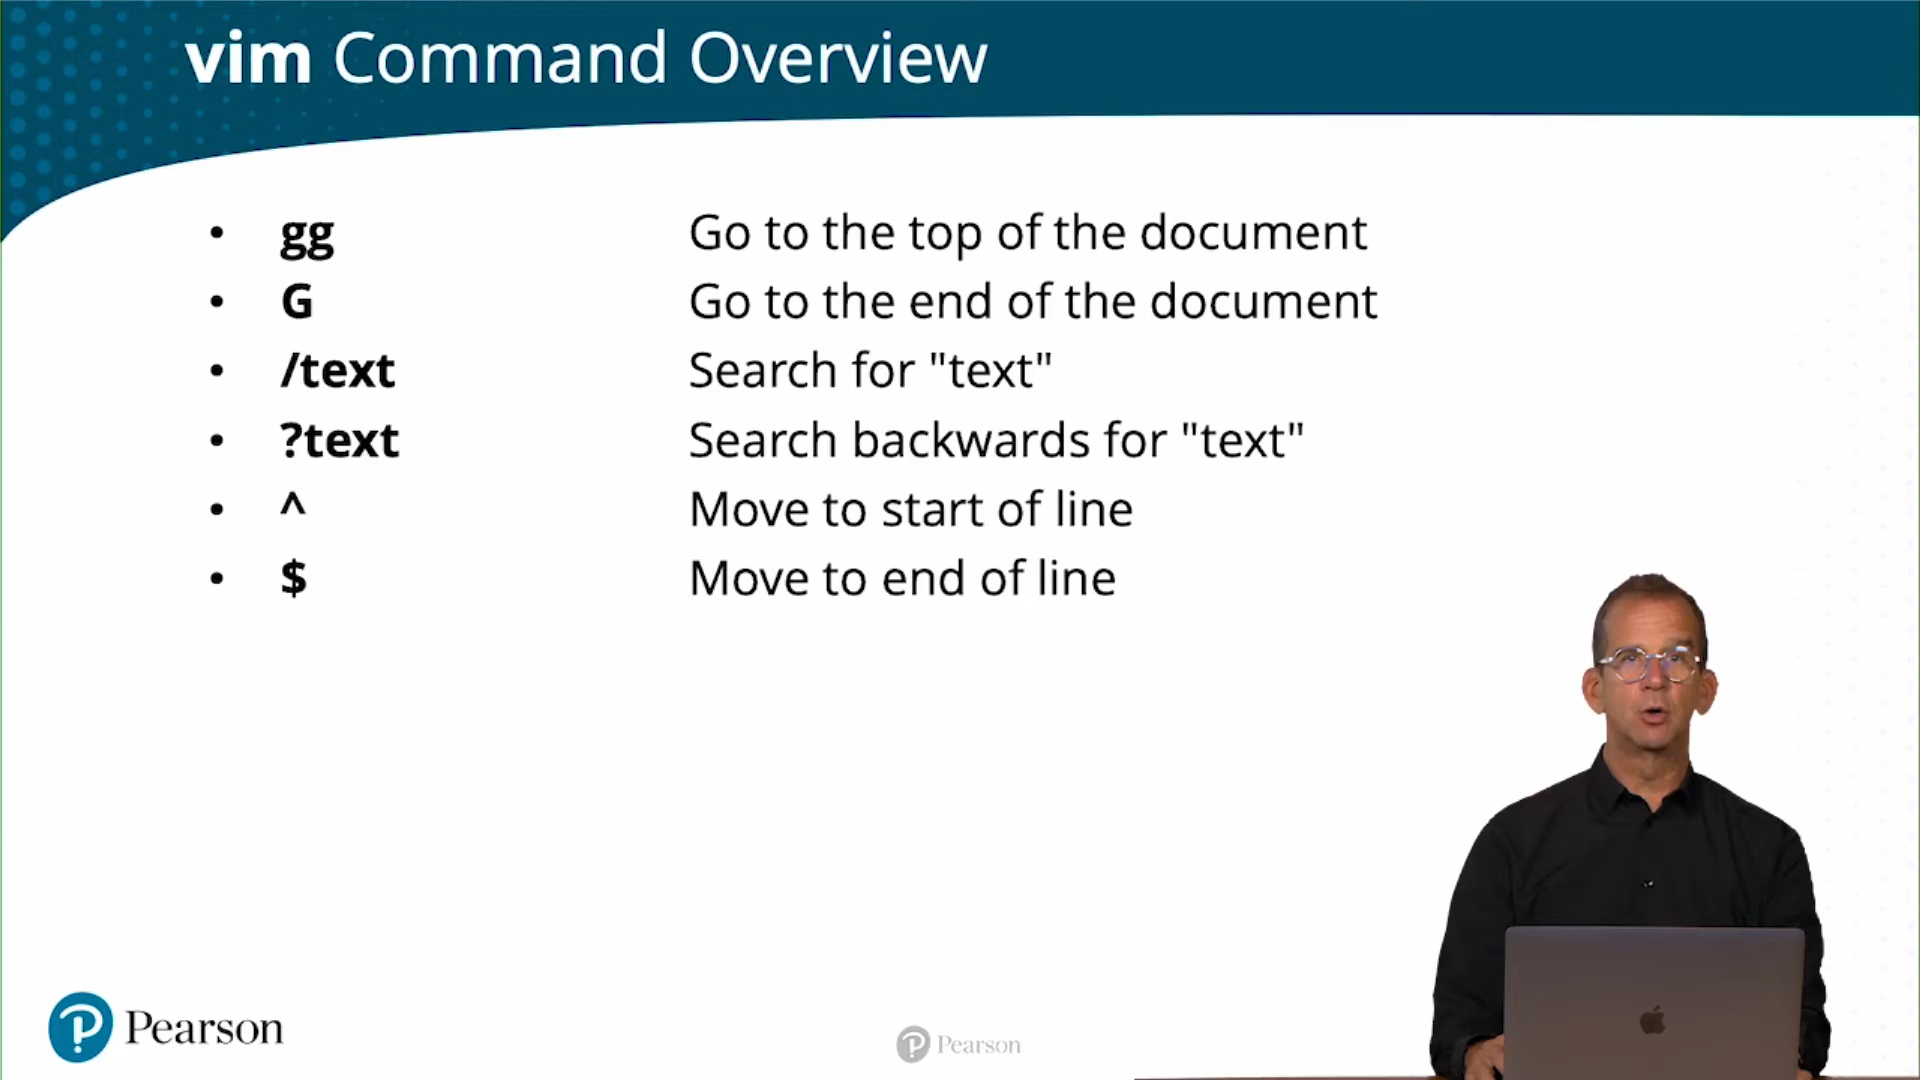 vim Command Overview
• gg Go to the top of the document
• G Go to the end of the document
• /text Search for "text"
• ?text Search backwards for "text"
• ^ Move to start of line
• $ Move to end of line
Pearson
Pearson